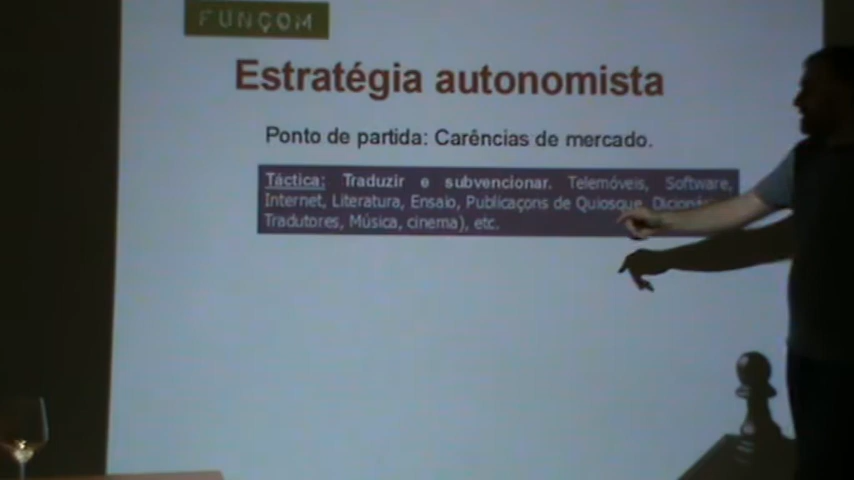 FUNÇOM
Estratégia autonomista
Ponto de partida: Carências de mercado.
Táctica: Traduzir e subvencionar. Telemóveis, Software,
Internet, Literatura, Ensaio, Publicaçons de Quiosque,
Tradutores, Música, cinema), etc.